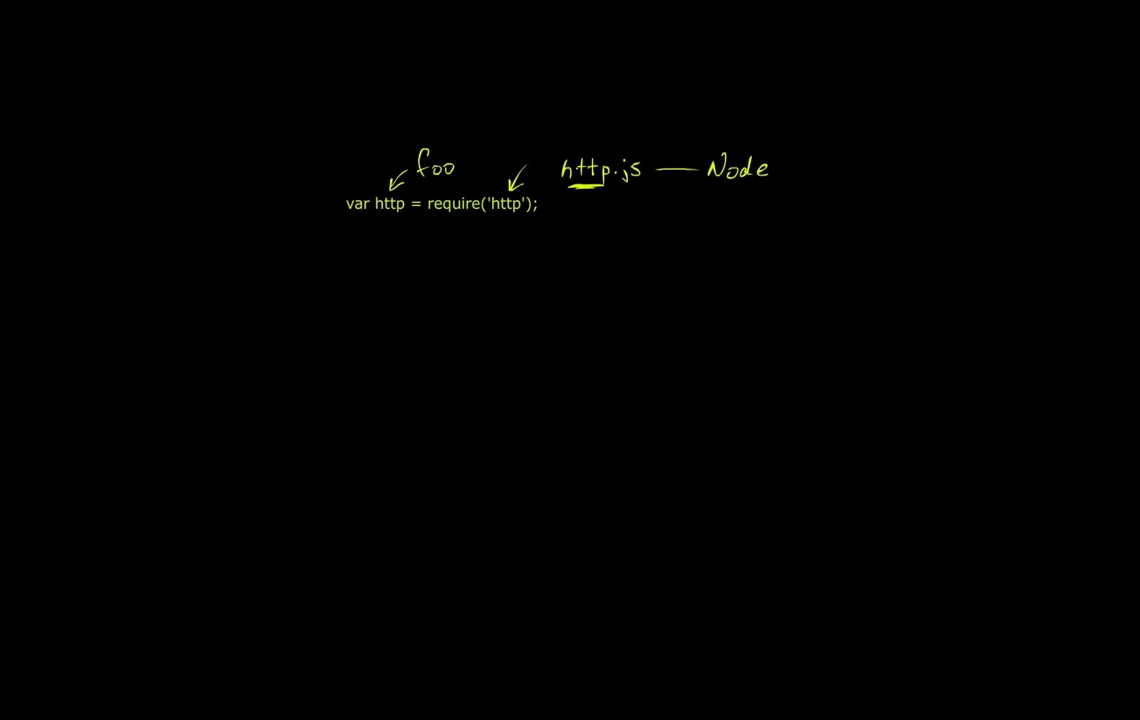 foo http.js — Node
var http = require('http');